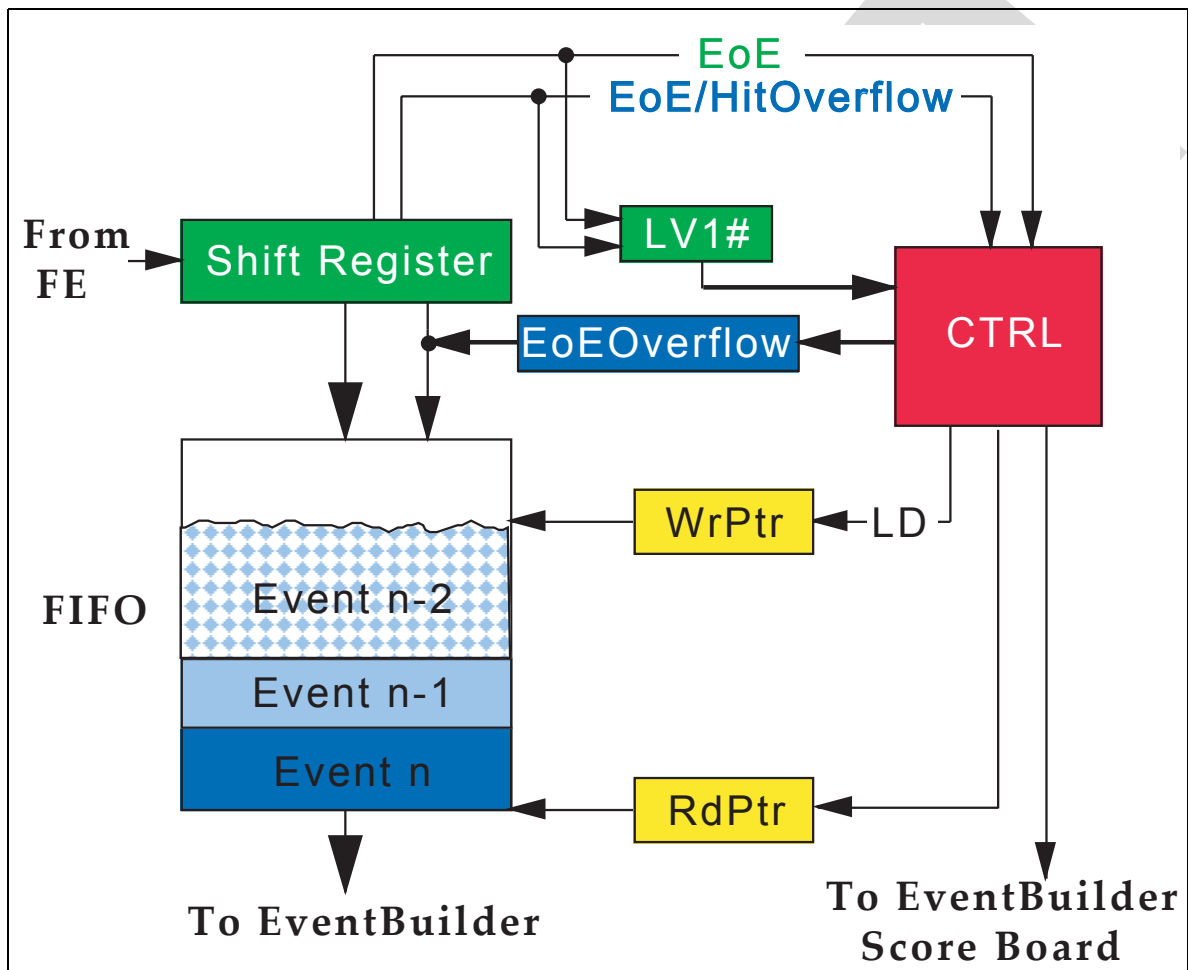 EoE
EoE/HitOverflow
From
FE
Shift Register
LV1#
EoEOverflow
CTRL
WrPtr
LD
FIFO
Event n-2
Event n-1
Event n
RdPtr
To EventBuilder
To EventBuilder
Score Board